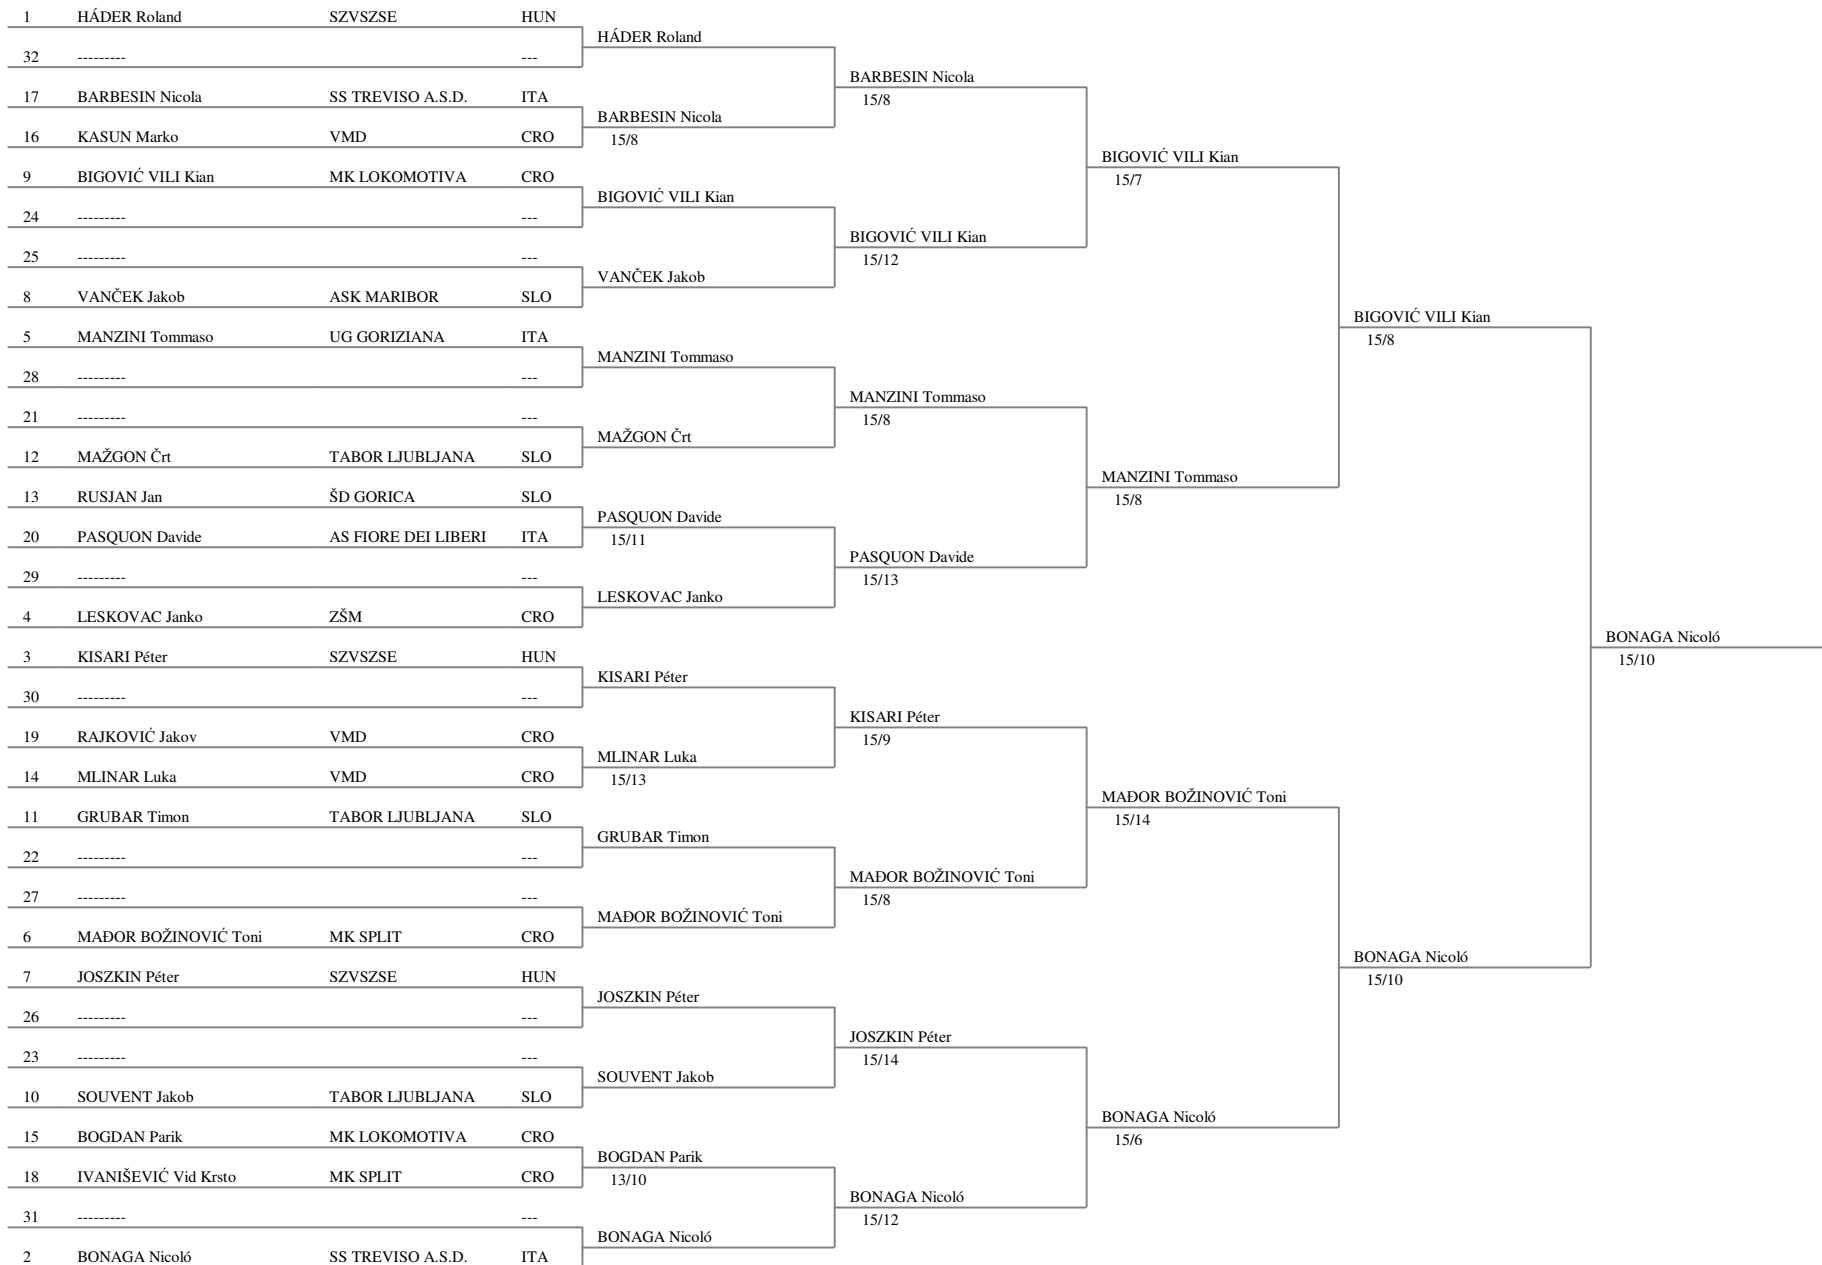 1 HÁDER Roland SZVSZSE HUN
HÁDER Roland
32 --------- ---
BARBESIN Nicola
17 BARBESIN Nicola SS TREVISO A.S.D. ITA
15/8
BARBESIN Nicola
16 KASUN Marko VMD CRO
15/8
BIGOVIĆ VILI Kian
9 BIGOVIĆ VILI Kian MK LOKOMOTIVA CRO
15/7
BIGOVIĆ VILI Kian
24 --------- ---
BIGOVIĆ VILI Kian
25 --------- ---
15/12
VANČEK Jakob
8 VANČEK Jakob ASK MARIBOR SLO
BIGOVIĆ VILI Kian
5 MANZINI Tommaso UG GORIZIANA ITA
15/8
MANZINI Tommaso
28 --------- ---
MANZINI Tommaso
21 --------- ---
15/8
MAŽGON Črt
12 MAŽGON Črt TABOR LJUBLJANA SLO
MANZINI Tommaso
13 RUSJAN Jan ŠD GORICA SLO
15/8
PASQUON Davide
20 PASQUON Davide AS FIORE DEI LIBERI ITA
15/11
PASQUON Davide
29 --------- ---
15/13
LESKOVAC Janko
4 LESKOVAC Janko ZŠM CRO
BONAGA Nicoló
3 KISARI Péter SZVSZSE HUN
15/10
KISARI Péter
30 --------- ---
KISARI Péter
19 RAJKOVIĆ Jakov VMD CRO
15/9
MLINAR Luka
14 MLINAR Luka VMD CRO
15/13
MAĐOR BOŽINOVIĆ Toni
11 GRUBAR Timon TABOR LJUBLJANA SLO
15/14
GRUBAR Timon
22 --------- ---
MAĐOR BOŽINOVIĆ Toni
27 --------- ---
15/8
MAĐOR BOŽINOVIĆ Toni
6 MAĐOR BOŽINOVIĆ Toni MK SPLIT CRO
BONAGA Nicoló
7 JOSZKIN Péter SZVSZSE HUN
15/10
JOSZKIN Péter
26 --------- ---
JOSZKIN Péter
23 --------- ---
15/14
SOUVENT Jakob
10 SOUVENT Jakob TABOR LJUBLJANA SLO
BONAGA Nicoló
15 BOGDAN Parik MK LOKOMOTIVA CRO
15/6
BOGDAN Parik
18 IVANIŠEVIĆ Vid Krsto MK SPLIT CRO
13/10
BONAGA Nicoló
31 --------- ---
15/12
BONAGA Nicoló
2 BONAGA Nicoló SS TREVISO A.S.D. ITA